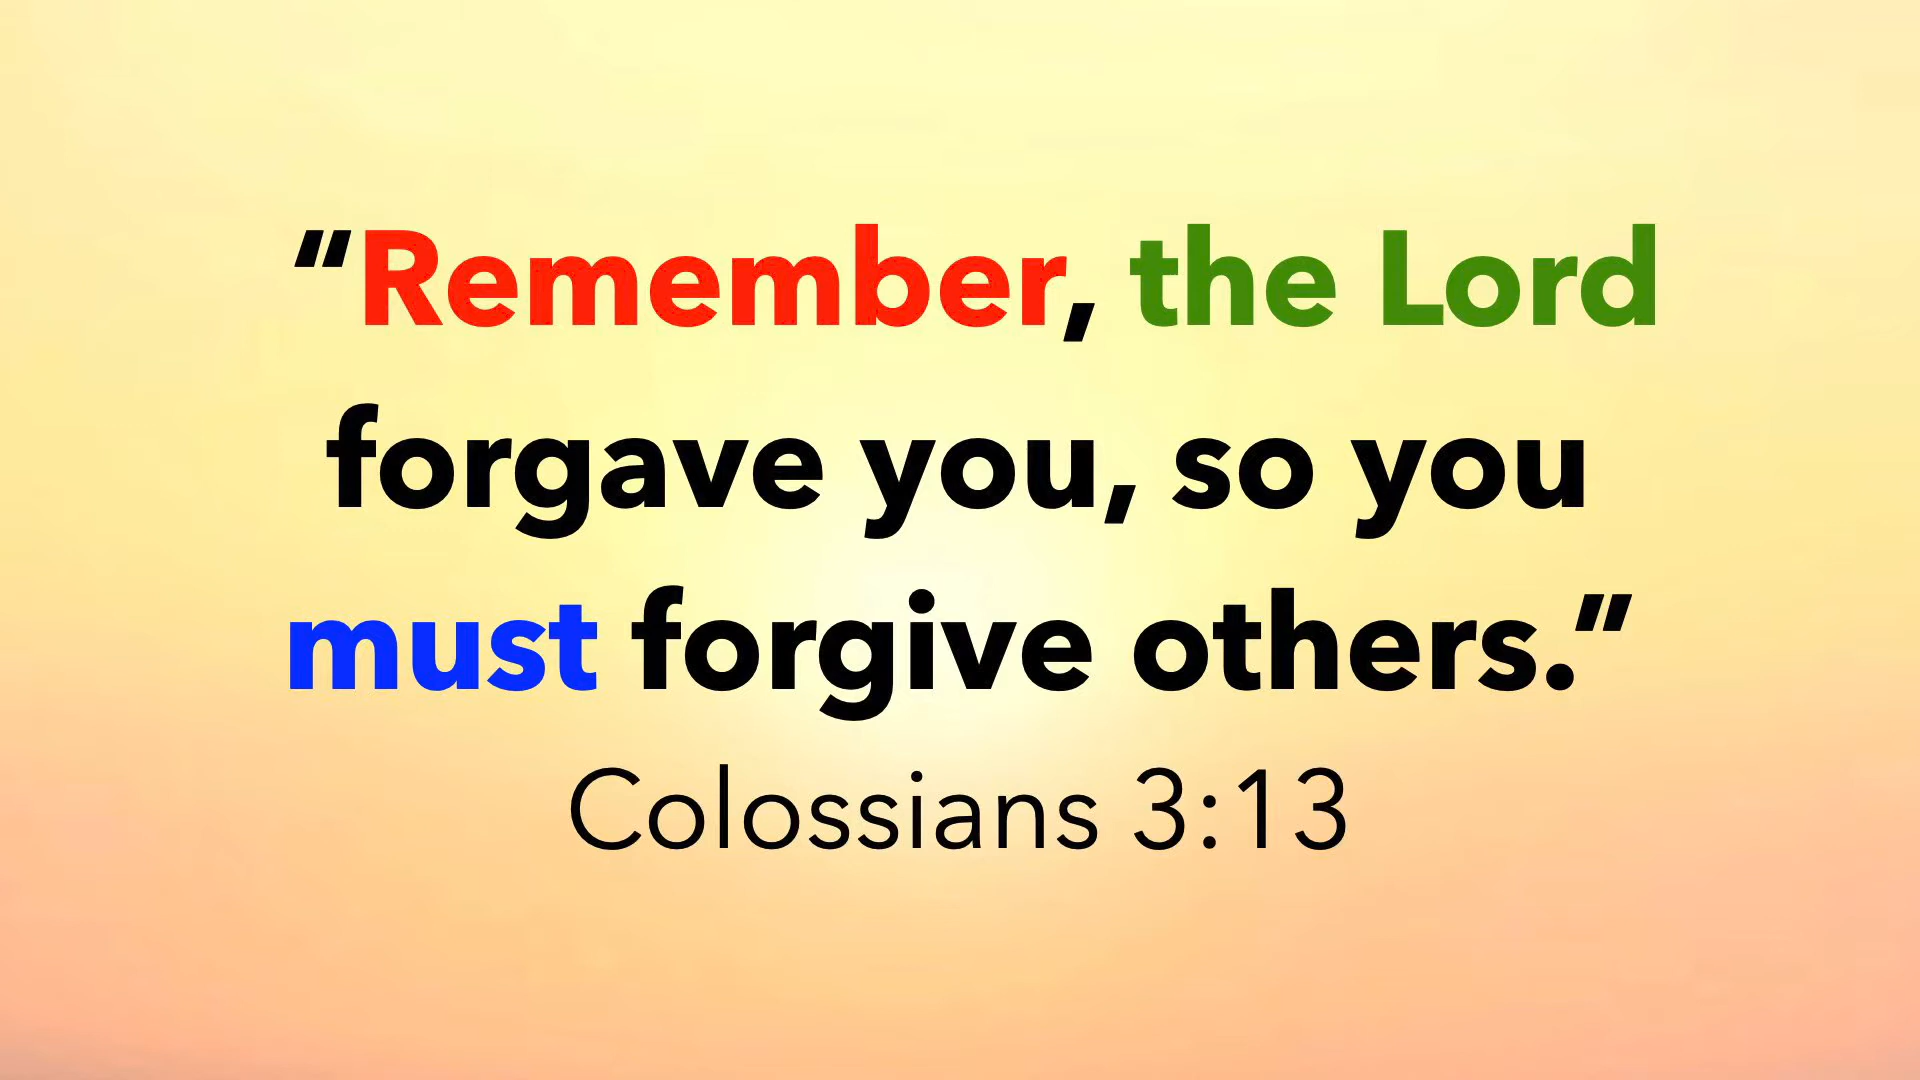 “Remember, the Lord
forgave you, so you
must forgive others.”
Colossians 3:13